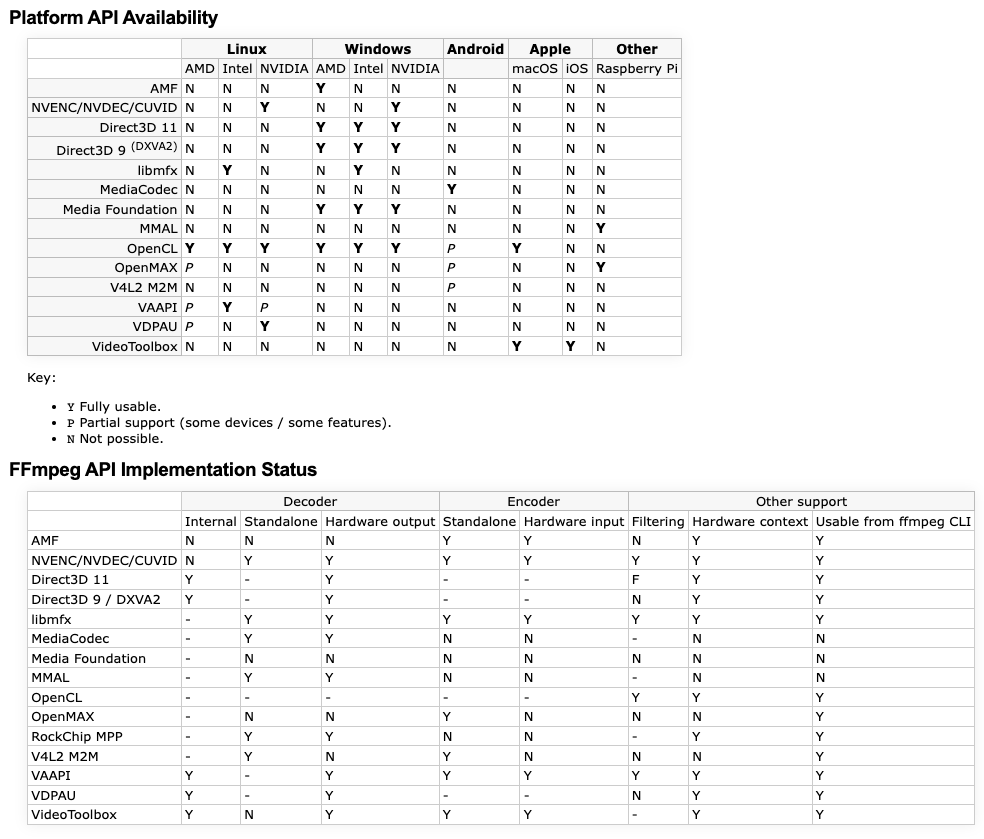 Platform API Availability
Linux Windows Android Apple Other
AMD Intel NVIDIA AMD Intel NVIDIA macOS iOS Raspberry Pi
AMF N N N Y N N N N N N
NVENC/NVDEC/CUVID N N Y N N Y N N N N
Direct3D 11 N N N Y Y Y N N N N
Direct3D 9 (DXVA2) N N N Y Y Y N N N N
libmfx N Y N N Y N N N N N
MediaCodec N N N N N N Y N N N
Media Foundation N N N Y Y Y N N N N
MMAL N N N N N N N N N Y
OpenCL Y Y Y Y Y Y P Y N N
OpenMAX P N N N N N P N N Y
V4L2 M2M N N N N N N P N N N
VAAPI P Y P N N N N N N N
VDPAU P N Y N N N N N N N
VideoToolbox N N N N N N N Y Y N
Key:
• Y Fully usable.
• P Partial support (some devices / some features).
• N Not possible.
FFmpeg API Implementation Status
Decoder Encoder Other support
Internal Standalone Hardware output Standalone Hardware input Filtering Hardware context Usable from ffmpeg CLI
AMF N N N Y Y N Y Y
NVENC/NVDEC/CUVID N Y Y Y Y Y Y Y
Direct3D 11 Y - Y - - F Y Y
Direct3D 9 / DXVA2 Y - Y - - N Y Y
libmfx - Y Y Y Y Y Y Y
MediaCodec - Y Y N N - N N
Media Foundation - N N N N N N N
MMAL - Y Y N N - N N
OpenCL - - - - - Y Y Y
OpenMAX - N N Y N N N Y
RockChip MPP - Y Y N N - Y Y
V4L2 M2M - Y N Y N N N Y
VAAPI Y - Y Y Y Y Y Y
VDPAU Y - Y - - N Y Y
VideoToolbox Y N Y Y Y - Y Y